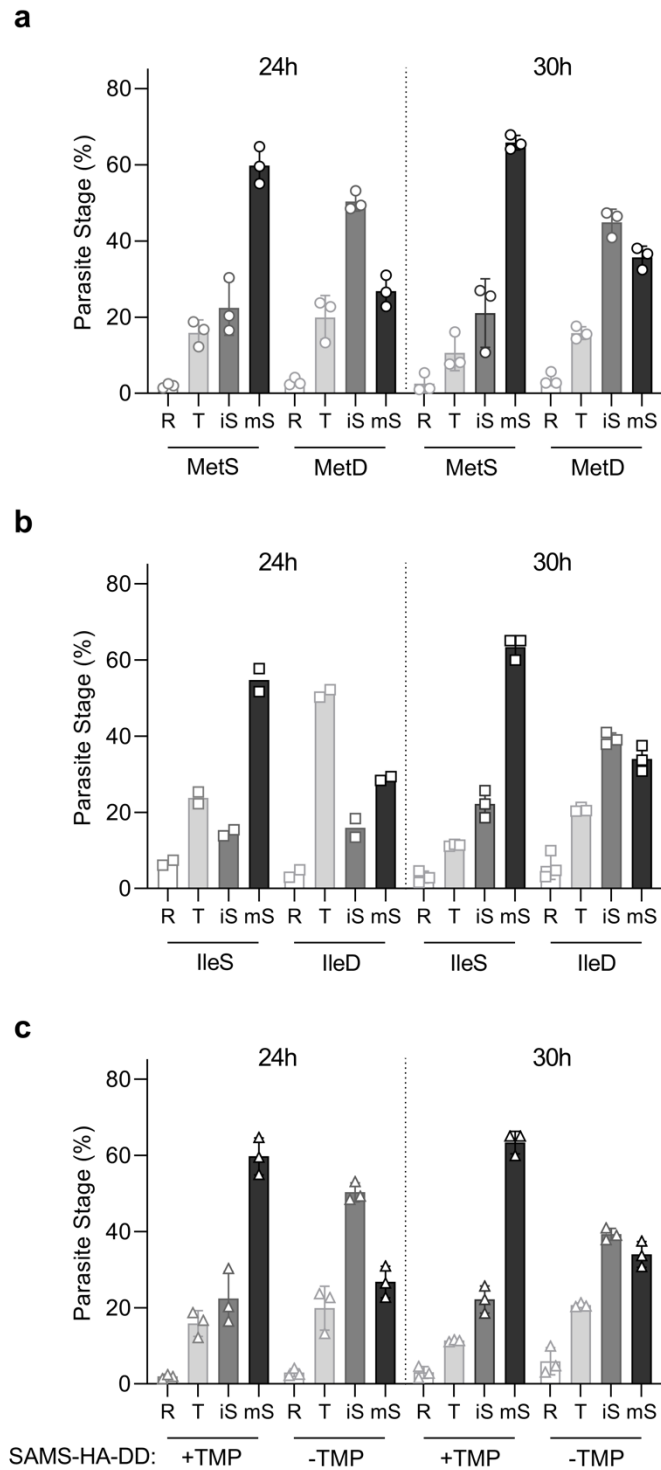 a
24h 30h
80
60
40
20
0
Parasite Stage (%)
R T iS mS R T iS mS R T iS mS R T iS mS
MetS MetD MetS MetD
b
24h 30h
80
60
40
20
0
Parasite Stage (%)
R T iS mS R T iS mS R T iS mS R T iS mS
IleS IleD IleS IleD
c
24h 30h
80
60
40
20
0
Parasite Stage (%)
R T iS mS R T iS mS R T iS mS R T iS mS
SAMS-HA-DD: +TMP -TMP +TMP -TMP